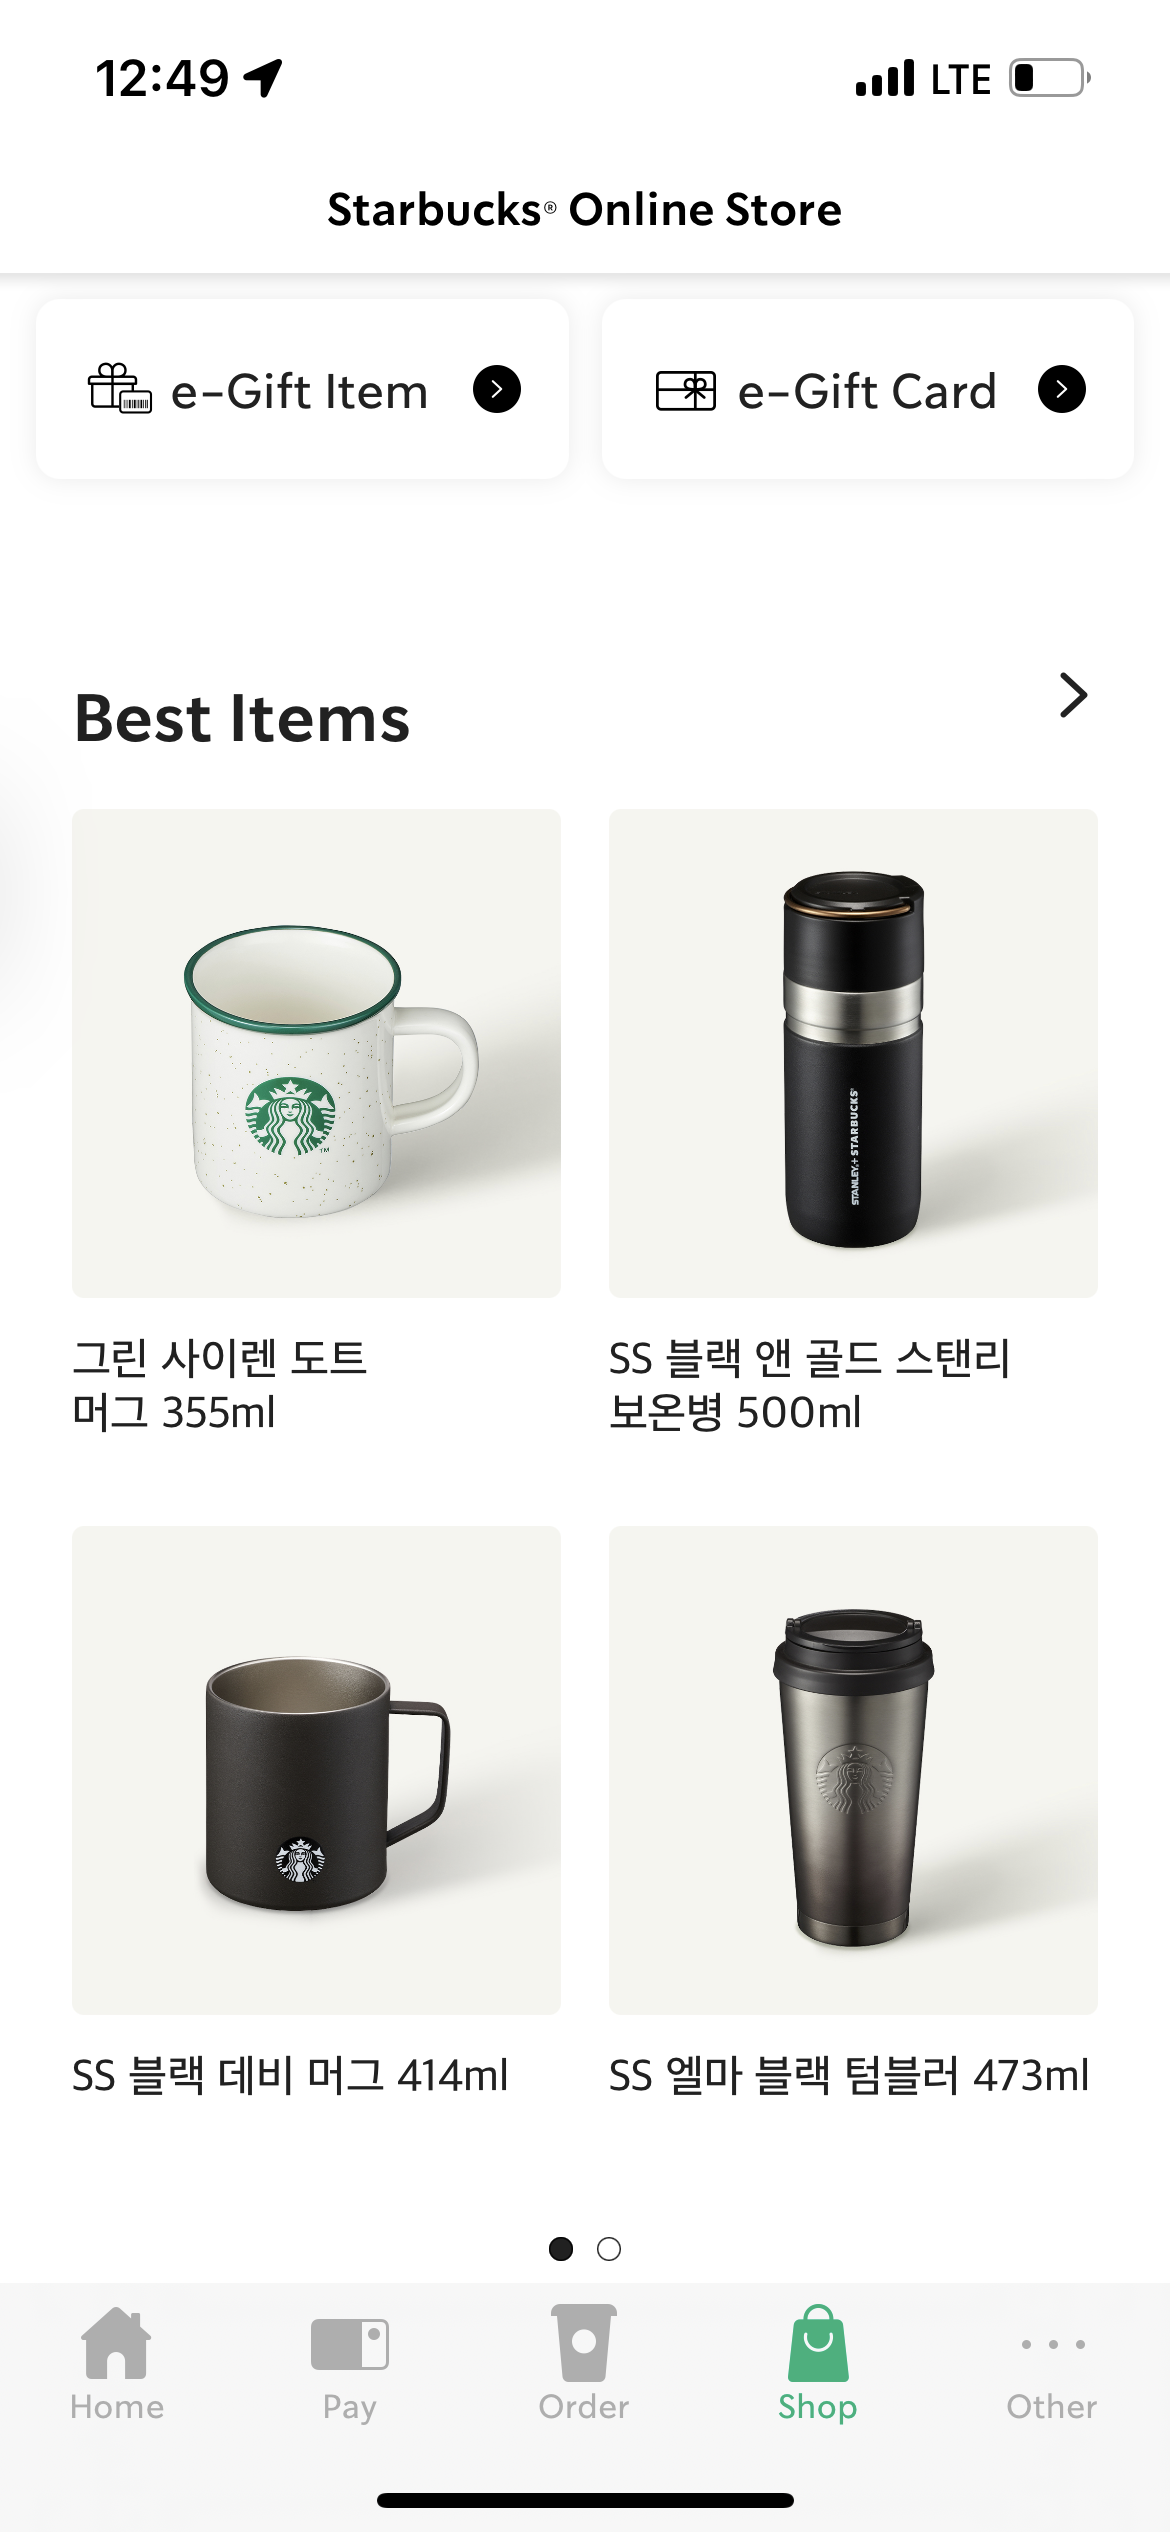 12:49
LTE
Starbucks® Online Store
e-Gift Item
e-Gift Card
Best Items
STANLEY + STARBUCKS
TM
그린 사이렌 도트
머그 355ml
SS 블랙 앤 골드 스탠리
보온병 500ml
SS 블랙 데비 머그 414ml
SS 엘마 블랙 텀블러 473ml
Home
Pay
Order
Shop
Other